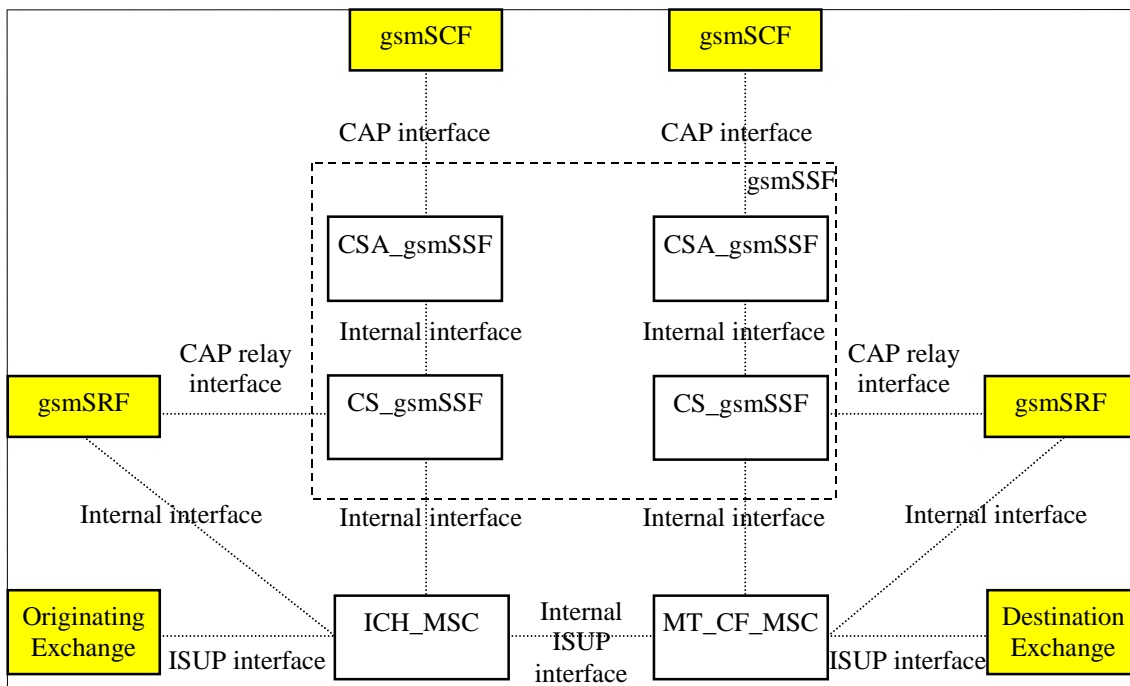 gsmSCF
gsmSCF
CAP interface
CAP interface
gsmSSF
CSA_gsmSSF
CSA_gsmSSF
Internal interface
Internal interface
CAP relay
interface
CAP relay
interface
gsmSRF
CS_gsmSSF
CS_gsmSSF
gsmSRF
Internal interface
Internal interface
Internal interface
Internal interface
Originating
Exchange
ICH_MSC
Internal
ISUP
interface
MT_CF_MSC
Destination
Exchange
ISUP interface
ISUP interface